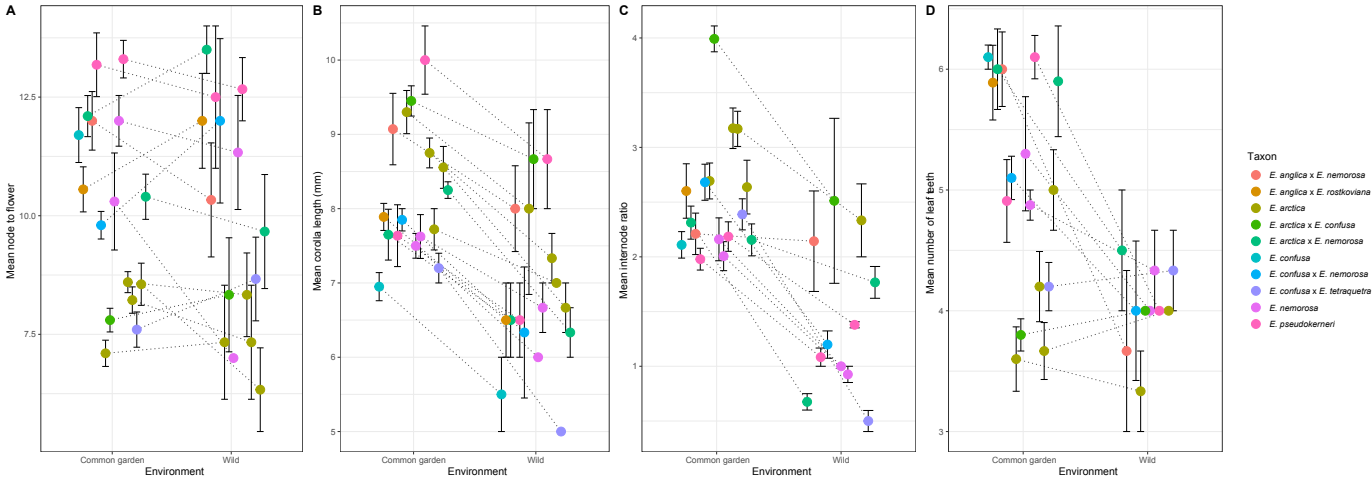 A
Mean node to flower
12.5
10.0
7.5
Common garden
Wild
Environment
B
Mean corolla length (mm)
10
9
8
7
6
5
Common garden
Wild
Environment
C
Mean internode ratio
4
3
2
1
Common garden
Wild
Environment
D
Mean number of leaf teeth
6
5
4
3
Common garden
Wild
Environment
Taxon
E. anglica x E. nemorosa
E. anglica x E. rostkoviana
E. arctica
E. arctica x E. confusa
E. arctica x E. nemorosa
E. confusa
E. confusa x E. nemorosa
E. confusa x E. tetraquetra
E. nemorosa
E. pseudokerneri